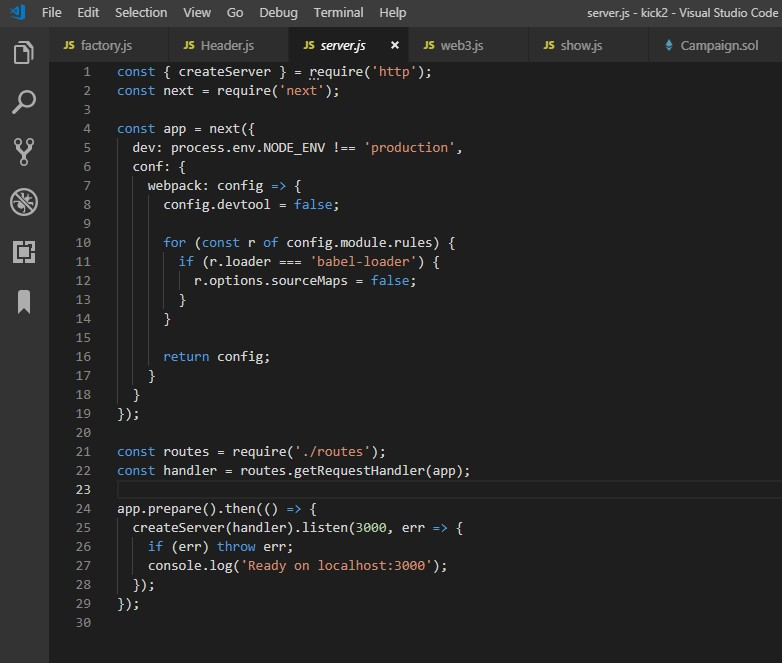 File Edit Selection View Go Debug Terminal Help server.js - kick2 - Visual Studio Code
JS factory.js JS Header.js JS server.js × JS web3.js JS show.js Campaign.sol
1 const { createServer } = require('http');
2 const next = require('next');
3
4 const app = next({
5 dev: process.env.NODE_ENV !== 'production',
6 conf: {
7 webpack: config => {
8 config.devtool = false;
9
10 for (const r of config.module.rules) {
11 if (r.loader === 'babel-loader') {
12 r.options.sourceMaps = false;
13 }
14 }
15
16 return config;
17 }
18 }
19 });
20
21 const routes = require('./routes');
22 const handler = routes.getRequestHandler(app);
23
24 app.prepare().then(() => {
25 createServer(handler).listen(3000, err => {
26 if (err) throw err;
27 console.log('Ready on localhost:3000');
28 });
29 });
30